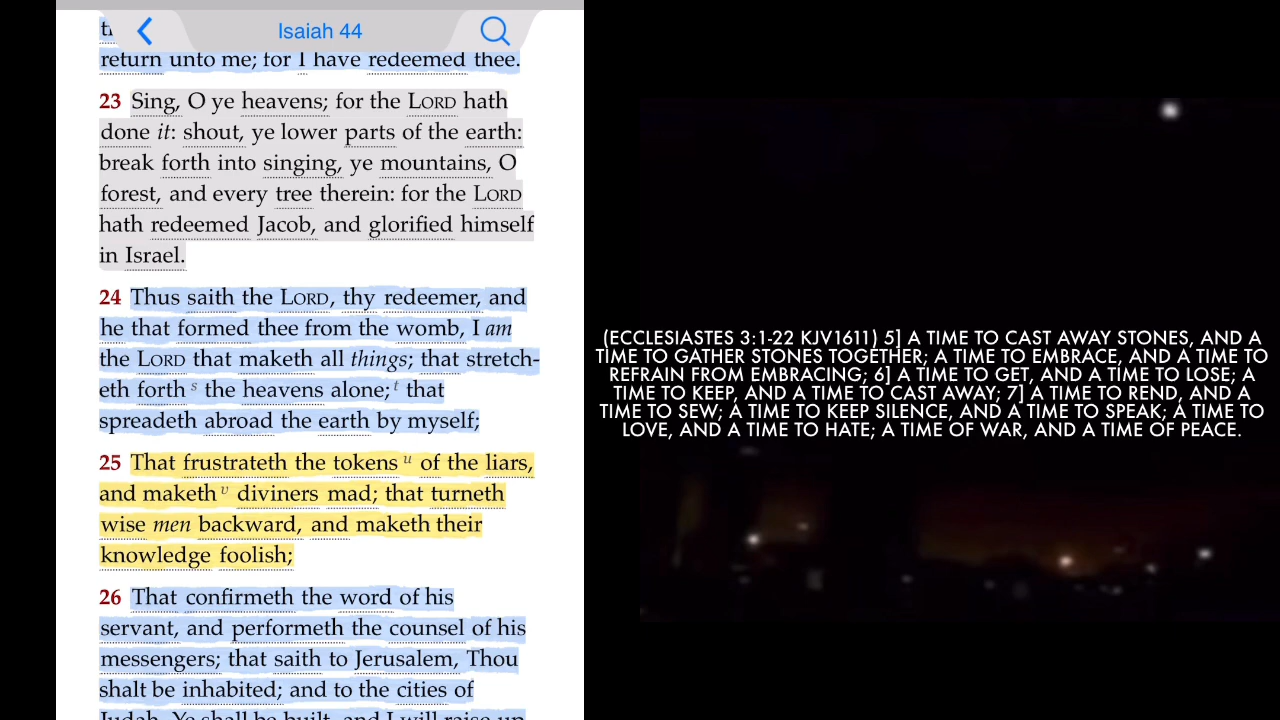 Isaiah 44
return unto me; for I have redeemed thee.
23 Sing, O ye heavens; for the LORD hath
done it: shout, ye lower parts of the earth:
break forth into singing, ye mountains, O
forest, and every tree therein: for the LORD
hath redeemed Jacob, and glorified himself
in Israel.
24 Thus saith the LORD, thy redeemer, and
he that formed thee from the womb, I am
the LORD that maketh all things; that stretch-
eth forth s the heavens alone; t that
spreadeth abroad the earth by myself;
25 That frustrateth the tokens u of the liars,
and maketh v diviners mad; that turneth
wise men backward, and maketh their
knowledge foolish;
26 That confirmeth the word of his
servant, and performeth the counsel of his
messengers; that saith to Jerusalem, Thou
shalt be inhabited; and to the cities of
Judah, Ye shall be built, and I will raise up
(ECCLESIASTES 3:1-22 KJV1611) 5] A TIME TO CAST AWAY STONES, AND A
TIME TO GATHER STONES TOGETHER; A TIME TO EMBRACE, AND A TIME TO
REFRAIN FROM EMBRACING; 6] A TIME TO GET, AND A TIME TO LOSE; A
TIME TO KEEP, AND A TIME TO CAST AWAY; 7] A TIME TO REND, AND A
TIME TO SEW; A TIME TO KEEP SILENCE, AND A TIME TO SPEAK; A TIME TO
LOVE, AND A TIME TO HATE; A TIME OF WAR, AND A TIME OF PEACE.